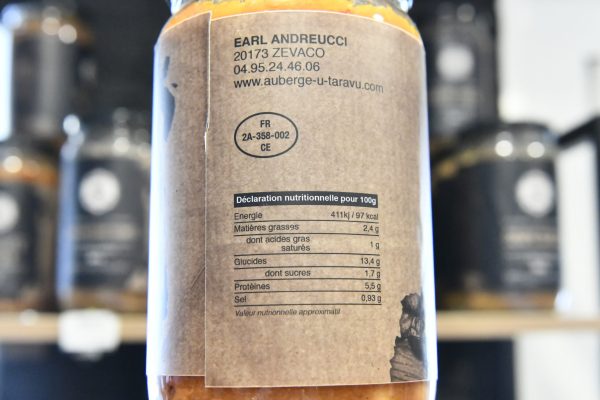 EARL ANDREUCCI
20173 ZEVACO
04.95.24.46.06
www.auberge-u-taravu.com
FR
2A-358-002
CE
Déclaration nutritionnelle pour 100g
Energie 411kj / 97 kcal
Matières grasses 2,4 g
dont acides gras
saturés 1 g
Glucides 13,4 g
dont sucres 1,7 g
Protéines 5,5 g
Sel 0,93 g
Valeur nutrionnelle approximatif